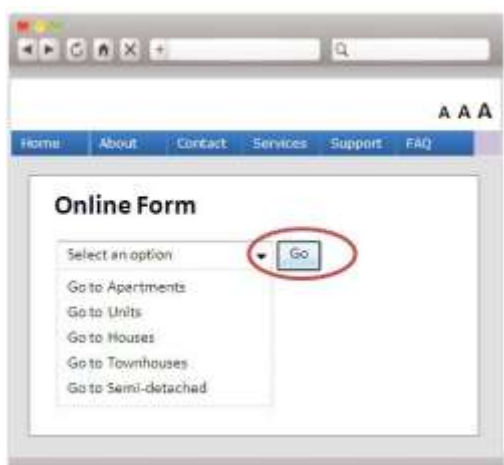 A A A
Home About Contact Services Support FAQ
Online Form
Select an option Go
Go to Apartments
Go to Units
Go to Houses
Go to Townhouses
Go to Semi-detached